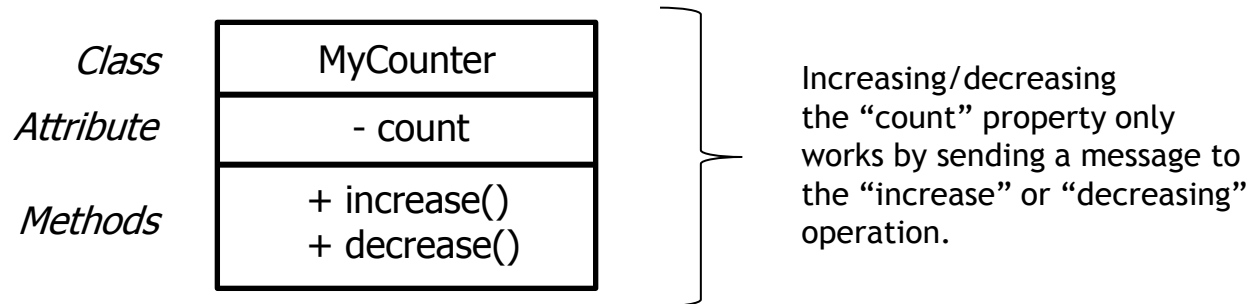 Class
MyCounter
Attribute
- count
Methods
+ increase()
+ decrease()
Increasing/decreasing
the “count” property only
works by sending a message to
the “increase” or “decreasing”
operation.